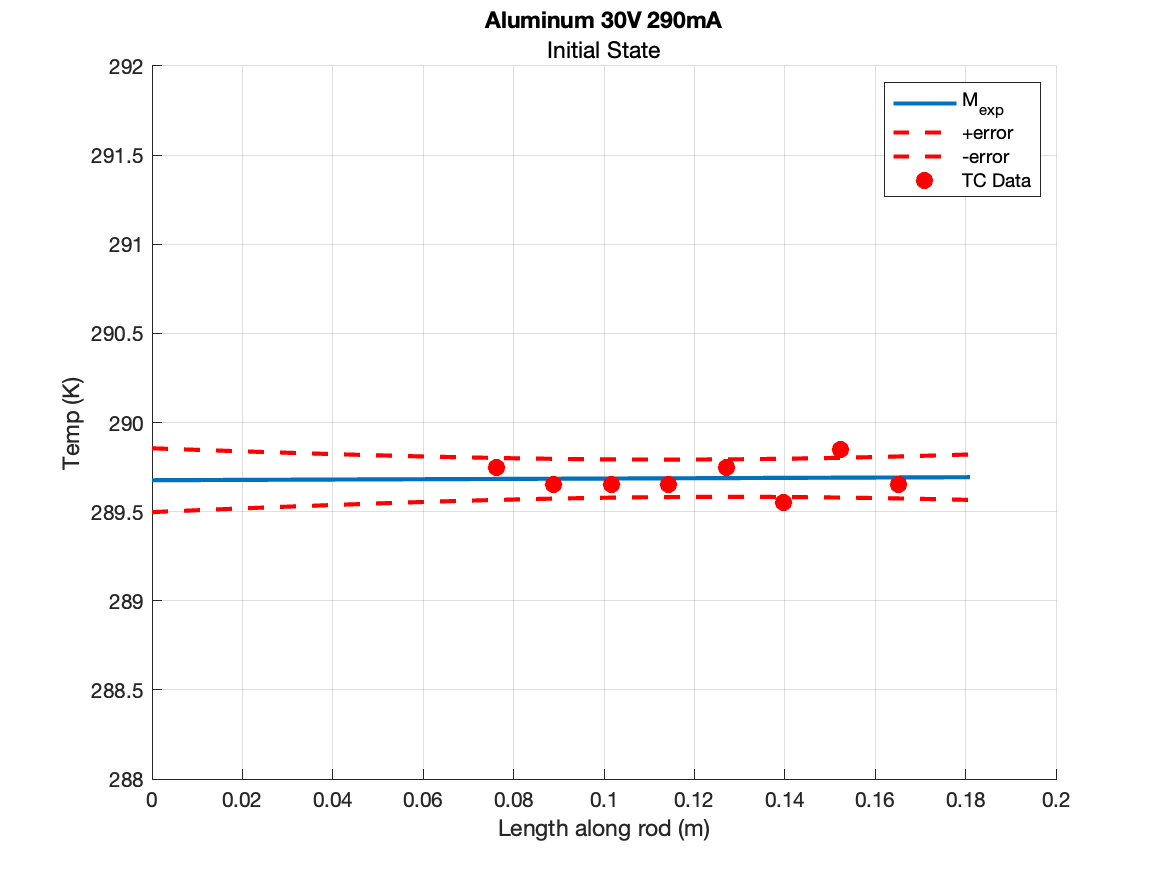 Aluminum 30V 290mA
Initial State
292
291.5
291
290.5
290
289.5
289
288.5
288
Temp (K)
M_exp
+error
-error
TC Data
0 0.02 0.04 0.06 0.08 0.1 0.12 0.14 0.16 0.18 0.2
Length along rod (m)